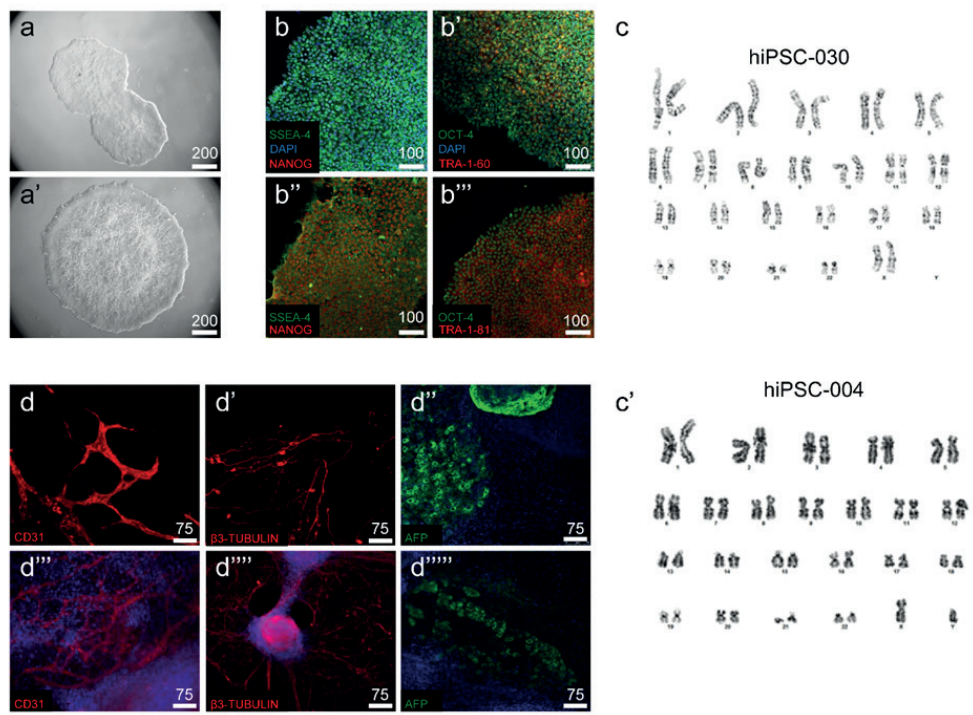 a
200
a'
200
b
SSEA-4
DAPI
NANOG
100
b'
OCT-4
DAPI
TRA-1-60
100
b''
SSEA-4
NANOG
100
b'''
OCT-4
TRA-1-81
100
c
hiPSC-030
1 2 3 4 5
6 7 8 9 10 11 12
13 14 15 16 17 18
19 20 21 22 X Y
d
CD31
75
d'
β3-TUBULIN
75
d''
AFP
75
d'''
CD31
75
d''''
β3-TUBULIN
75
d'''''
AFP
75
hiPSC-004
c'
1 2 3 4 5
6 7 8 9 10 11 12
13 14 15 16 17 18
19 20 21 22 X Y